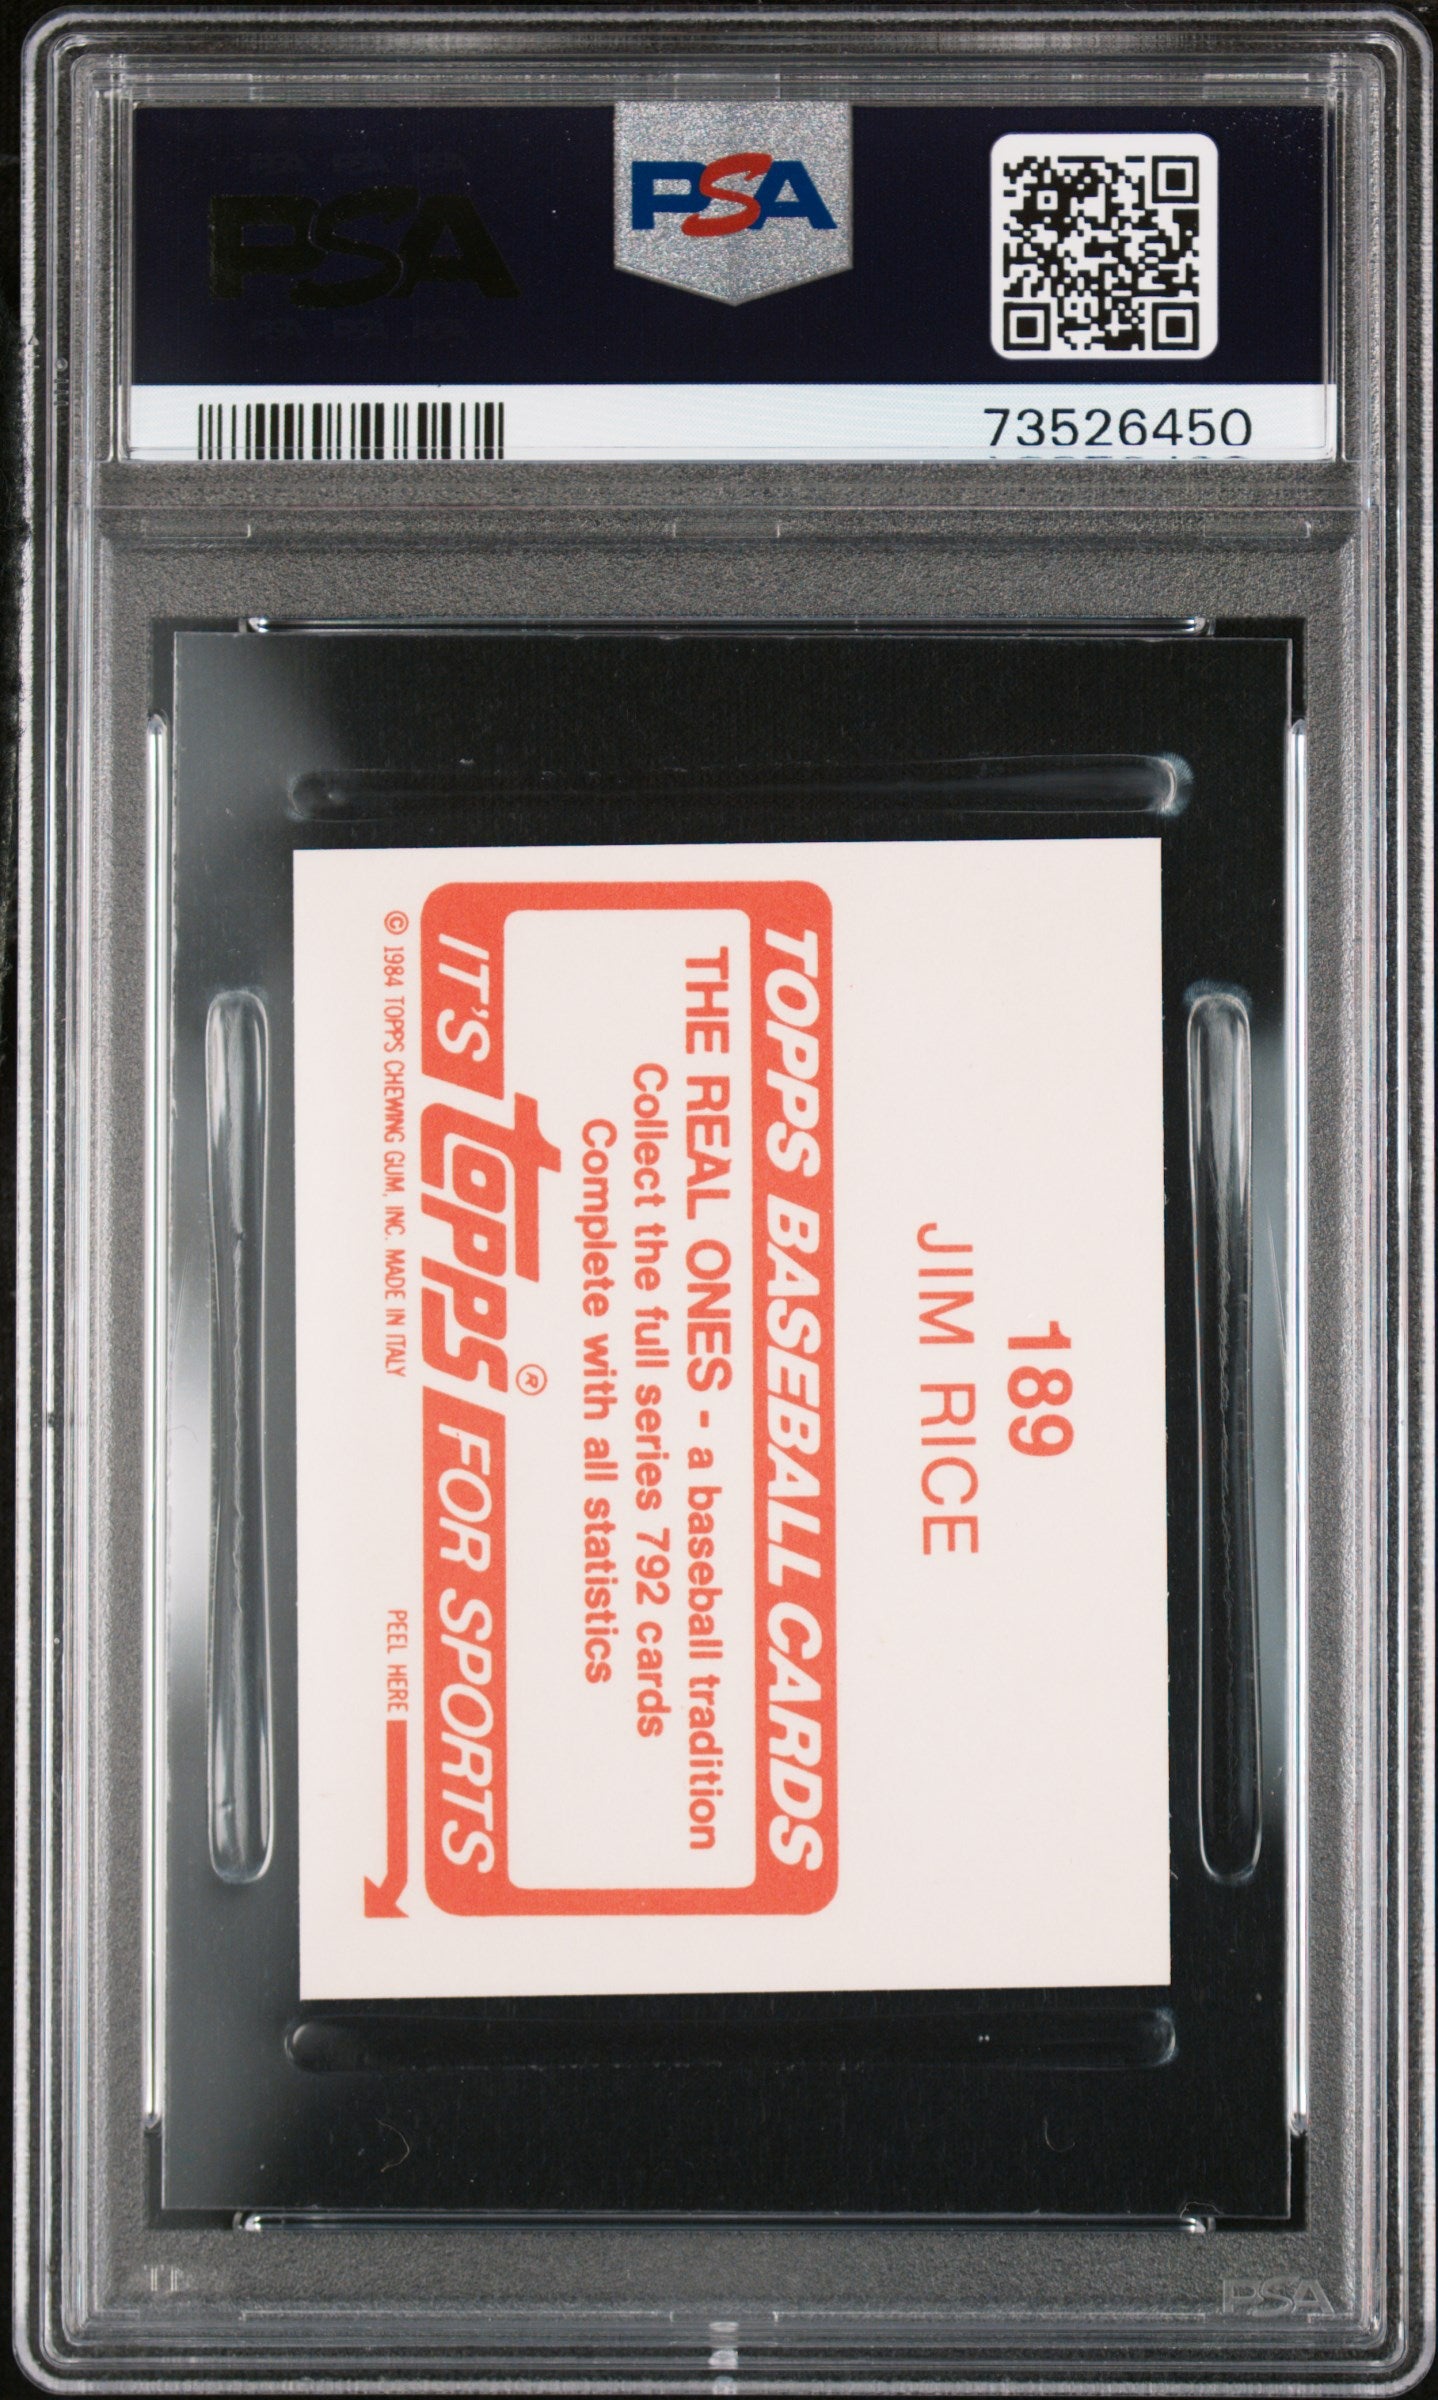 PSA
PSA
73526450
189
JIM RICE
TOPPS BASEBALL CARDS
THE REAL ONES - a baseball tradition
Collect the full series 792 cards
Complete with all statistics
IT'S topps® FOR SPORTS
© 1984 TOPPS CHEWING GUM, INC. MADE IN ITALY
PEEL HERE
PSA